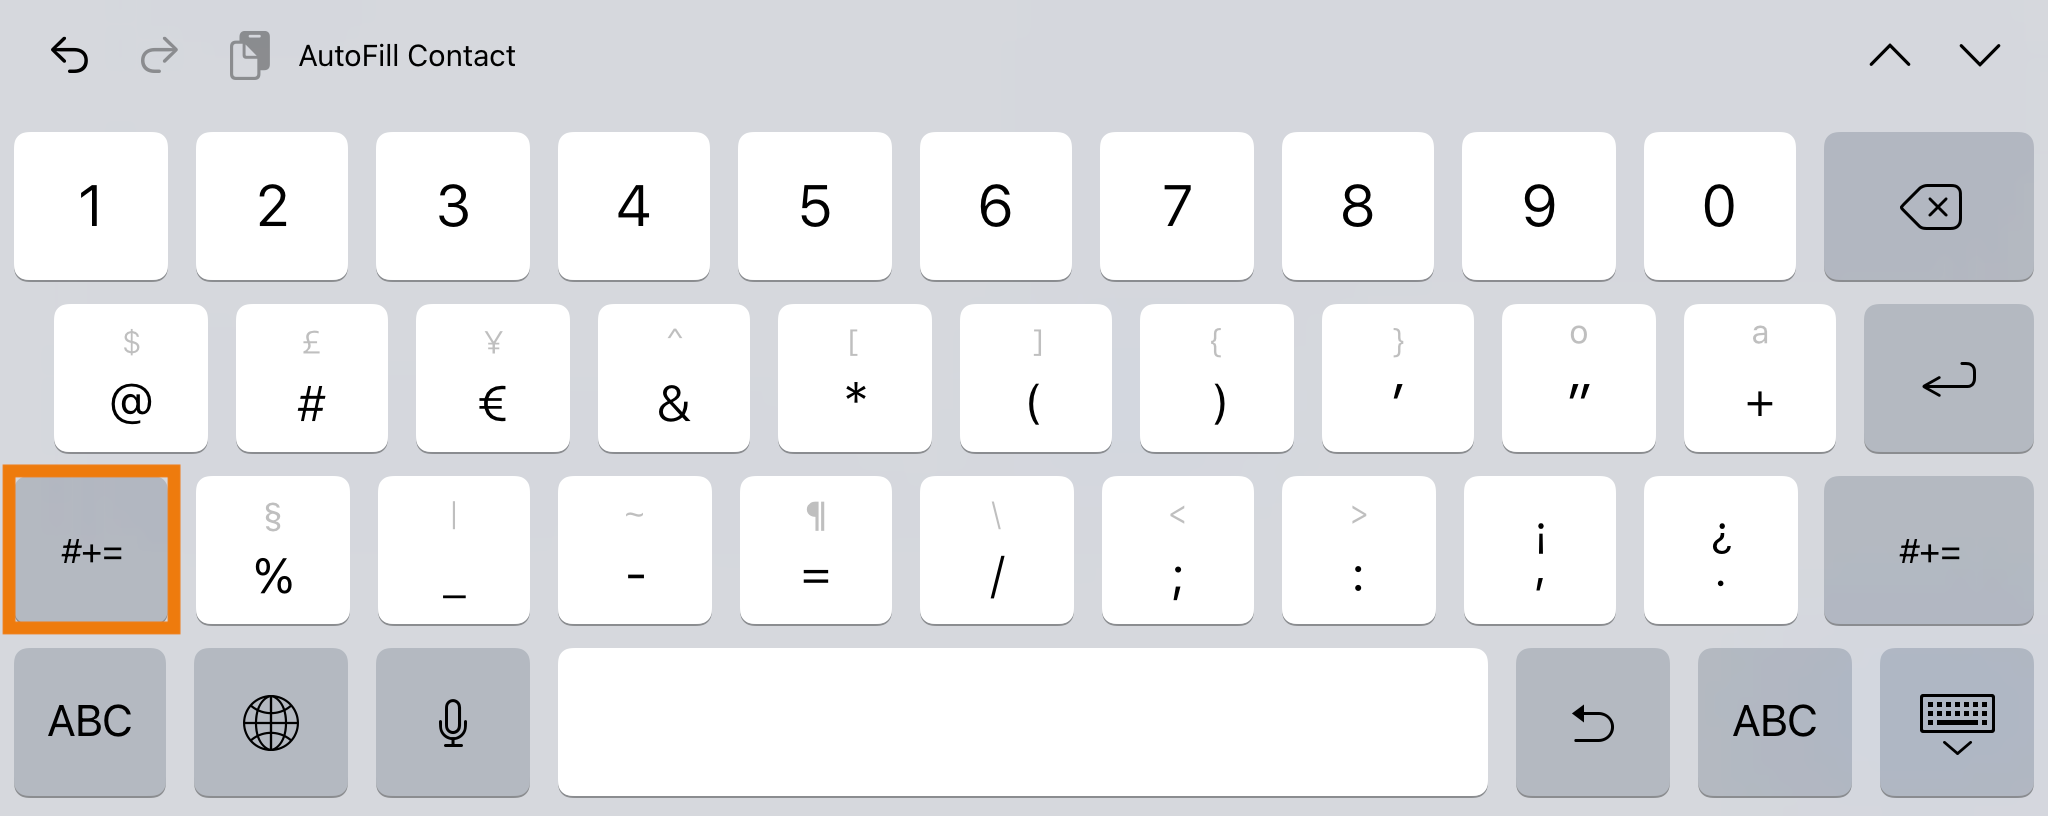 AutoFill Contact
1 2 3 4 5 6 7 8 9 0
$ £ ¥ ^ [ ] { } o a
@ # € & * ( ) ' " +
§ | ~ ¶ \ < > ¡ ¿
#+= % _ - = / ; : , . #+=
ABC ABC